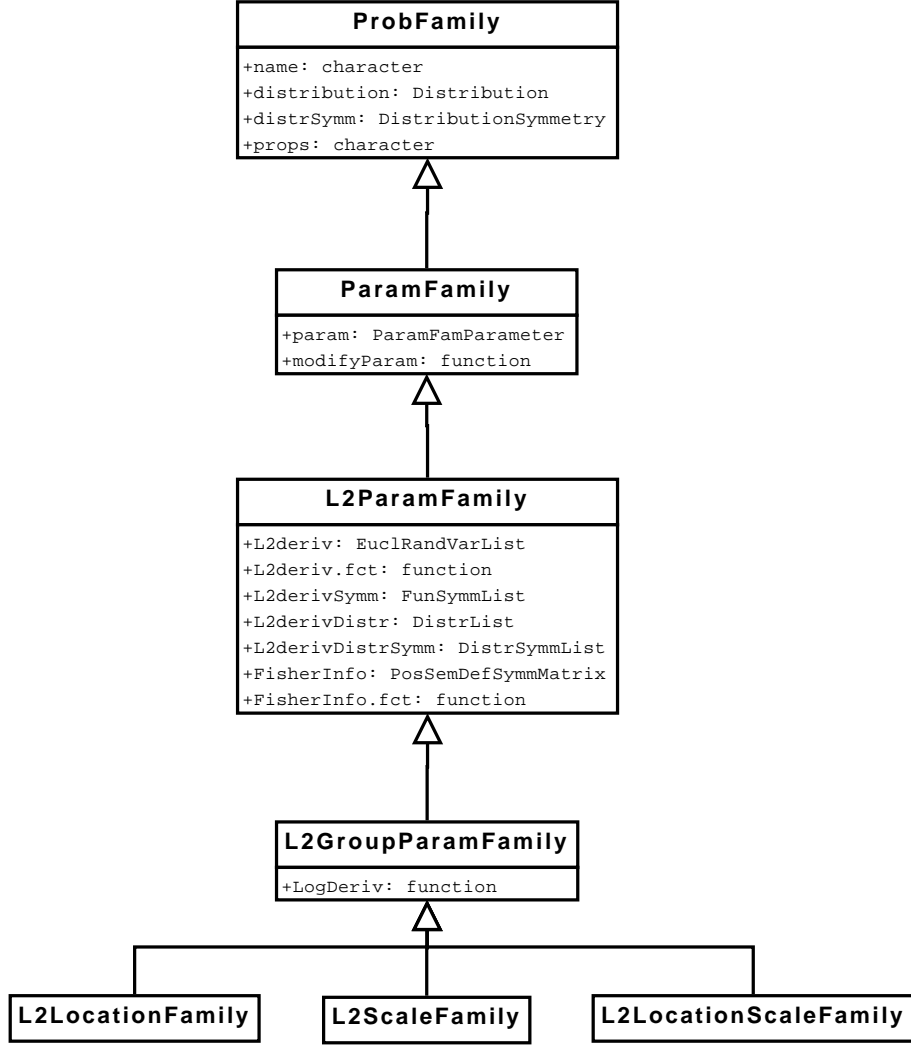 ProbFamily
+name: character
+distribution: Distribution
+distrSymm: DistributionSymmetry
+props: character
ParamFamily
+param: ParamFamParameter
+modifyParam: function
L2ParamFamily
+L2deriv: EuclRandVarList
+L2deriv.fct: function
+L2derivSymm: FunSymmList
+L2derivDistr: DistrList
+L2derivDistrSymm: DistrSymmList
+FisherInfo: PosSemDefSymmMatrix
+FisherInfo.fct: function
L2GroupParamFamily
+LogDeriv: function
L2LocationFamily
L2ScaleFamily
L2LocationScaleFamily